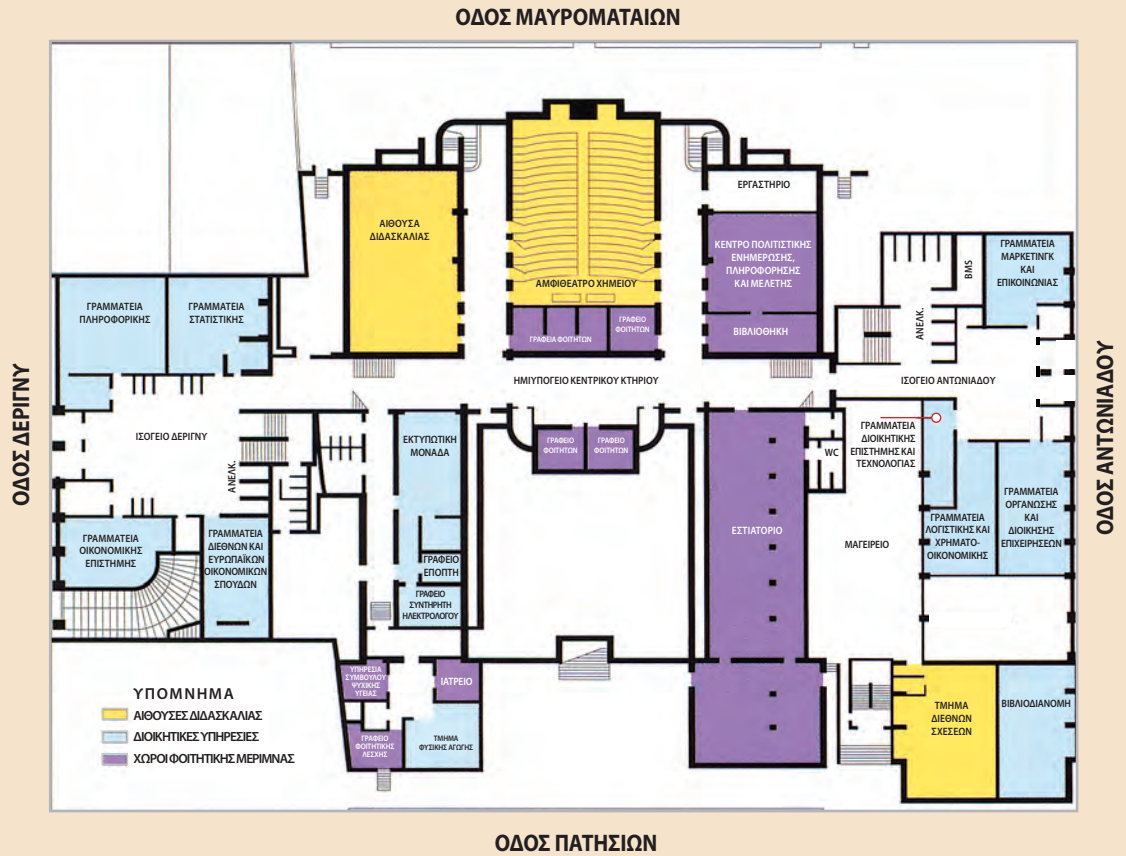 ΟΔΟΣ ΜΑΥΡΟΜΑΤΑΙΩΝ
ΕΡΓΑΣΤΗΡΙΟ
ΑΙΘΟΥΣΑ
ΔΙΔΑΣΚΑΛΙΑΣ
ΚΕΝΤΡΟ ΠΟΛΙΤΙΣΤΙΚΗΣ
ΕΝΗΜΕΡΩΣΗΣ,
ΠΛΗΡΟΦΟΡΗΣΗΣ
ΚΑΙ ΜΕΛΕΤΗΣ
ΓΡΑΜΜΑΤΕΙΑ
ΜΑΡΚΕΤΙΝΓΚ
ΚΑΙ
ΕΠΙΚΟΙΝΩΝΙΑΣ
BMS
ΑΜΦΙΘΕΑΤΡΟ ΧΗΜΕΙΟΥ
ΓΡΑΜΜΑΤΕΙΑ
ΠΛΗΡΟΦΟΡΙΚΗΣ
ΓΡΑΜΜΑΤΕΙΑ
ΣΤΑΤΙΣΤΙΚΗΣ
ΓΡΑΦΕΙΑ ΦΟΙΤΗΤΩΝ
ΓΡΑΦΕΙΟ
ΦΟΙΤΗΤΩΝ
ΒΙΒΛΙΟΘΗΚΗ
ΑΝΕΛΚ.
ΗΜΙΥΠΟΓΕΙΟ ΚΕΝΤΡΙΚΟΥ ΚΤΗΡΙΟΥ
ΙΣΟΓΕΙΟ ΑΝΤΩΝΙΑΔΟΥ
ΟΔΟΣ ΔΕΡΙΓΝΥ
ΟΔΟΣ ΑΝΤΩΝΙΑΔΟΥ
ΙΣΟΓΕΙΟ ΔΕΡΙΓΝΥ
ΑΝΕΛΚ.
ΕΚΤΥΠΩΤΙΚΗ
ΜΟΝΑΔΑ
ΓΡΑΦΕΙΟ
ΦΟΙΤΗΤΩΝ
ΓΡΑΦΕΙΟ
ΦΟΙΤΗΤΩΝ
WC
ΓΡΑΜΜΑΤΕΙΑ
ΔΙΟΙΚΗΤΙΚΗΣ
ΕΠΙΣΤΗΜΗΣ ΚΑΙ
ΤΕΧΝΟΛΟΓΙΑΣ
ΕΣΤΙΑΤΟΡΙΟ
ΜΑΓΕΙΡΕΙΟ
ΓΡΑΜΜΑΤΕΙΑ
ΛΟΓΙΣΤΙΚΗΣ ΚΑΙ
ΧΡΗΜΑΤΟ-
ΟΙΚΟΝΟΜΙΚΗΣ
ΓΡΑΜΜΑΤΕΙΑ
ΟΡΓΑΝΩΣΗΣ
ΚΑΙ
ΔΙΟΙΚΗΣΗΣ
ΕΠΙΧΕΙΡΗΣΕΩΝ
ΓΡΑΜΜΑΤΕΙΑ
ΟΙΚΟΝΟΜΙΚΗΣ
ΕΠΙΣΤΗΜΗΣ
ΓΡΑΜΜΑΤΕΙΑ
ΔΙΕΘΝΩΝ ΚΑΙ
ΕΥΡΩΠΑΪΚΩΝ
ΟΙΚΟΝΟΜΙΚΩΝ
ΣΠΟΥΔΩΝ
ΓΡΑΦΕΙΟ
ΕΠΟΠΤΗ
ΓΡΑΦΕΙΟ
ΣΥΝΤΗΡΗΤΗ
ΗΛΕΚΤΡΟΛΟΓΟΥ
ΥΠΗΡΕΣΙΑ
ΣΥΜΒΟΥΛΟΥ
ΨΥΧΙΚΗΣ
ΥΓΕΙΑΣ
ΙΑΤΡΕΙΟ
ΓΡΑΦΕΙΟ
ΦΟΙΤΗΤΙΚΗΣ
ΛΕΣΧΗΣ
ΤΜΗΜΑ
ΦΥΣΙΚΗΣ ΑΓΩΓΗΣ
ΤΜΗΜΑ
ΔΙΕΘΝΩΝ
ΣΧΕΣΕΩΝ
ΒΙΒΛΙΟΔΙΑΝΟΜΗ
ΥΠΟΜΝΗΜΑ
ΑΙΘΟΥΣΕΣ ΔΙΔΑΣΚΑΛΙΑΣ
ΔΙΟΙΚΗΤΙΚΕΣ ΥΠΗΡΕΣΙΕΣ
ΧΩΡΟΙ ΦΟΙΤΗΤΙΚΗΣ ΜΕΡΙΜΝΑΣ
ΟΔΟΣ ΠΑΤΗΣΙΩΝ